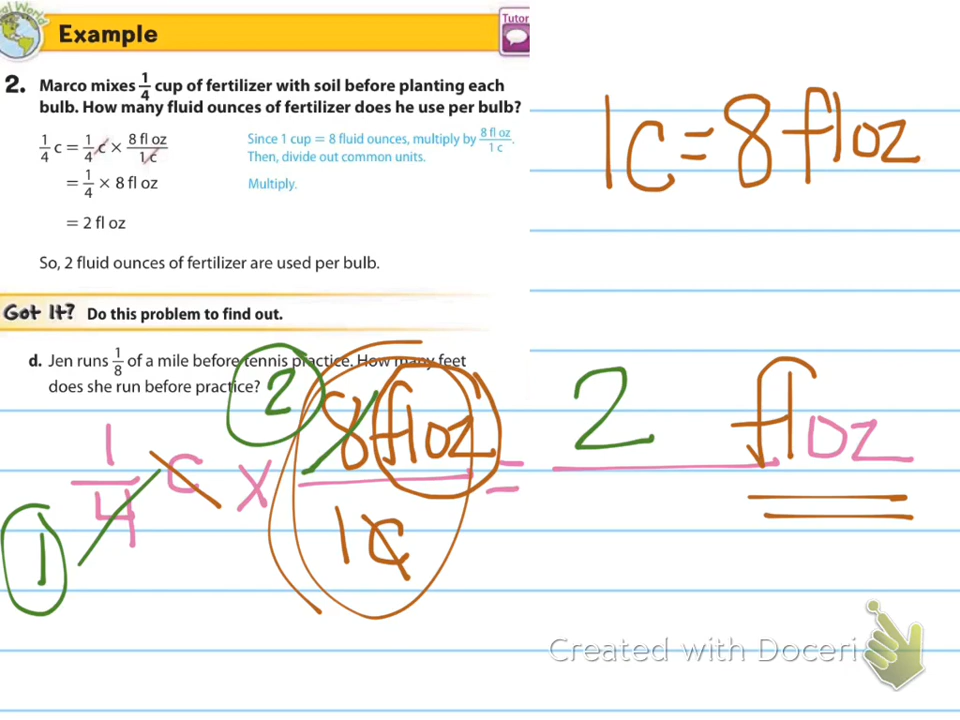 Real World
Example
Tutor
2. Marco mixes 1/4 cup of fertilizer with soil before planting each
bulb. How many fluid ounces of fertilizer does he use per bulb?
1/4 c = 1/4 c × 8 fl oz/1 c
Since 1 cup = 8 fluid ounces, multiply by 8 fl oz/1 c.
Then, divide out common units.
= 1/4 × 8 fl oz
Multiply.
= 2 fl oz
So, 2 fluid ounces of fertilizer are used per bulb.
1c = 8 fl oz
Got It? Do this problem to find out.
d. Jen runs 1/8 of a mile before tennis practice. How many feet
does she run before practice?
2
1/4 c × 8 fl oz/1c = 2 fl oz
1
Created with Doceri